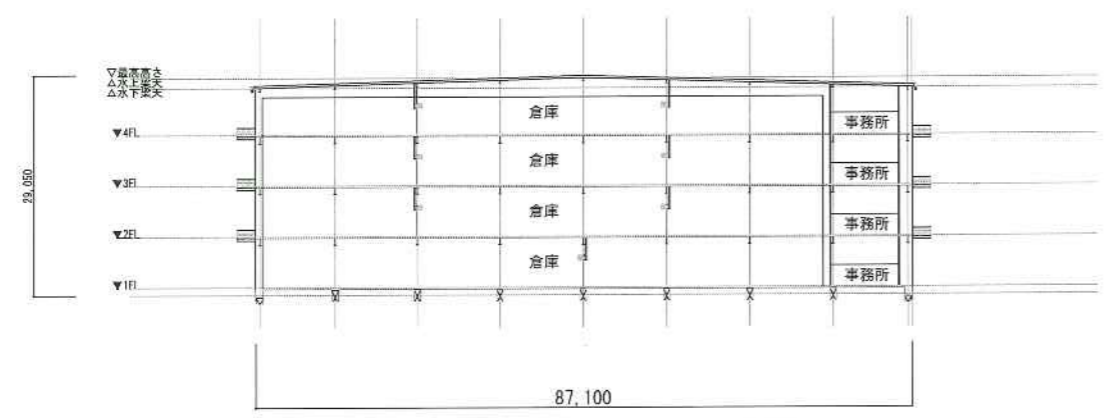 ▽最高高さ
△水上梁天
△水下梁天
倉庫
事務所
▼4FL
倉庫
事務所
▼3FL
倉庫
事務所
▼2FL
倉庫
事務所
▼1FL
29,050
87,100